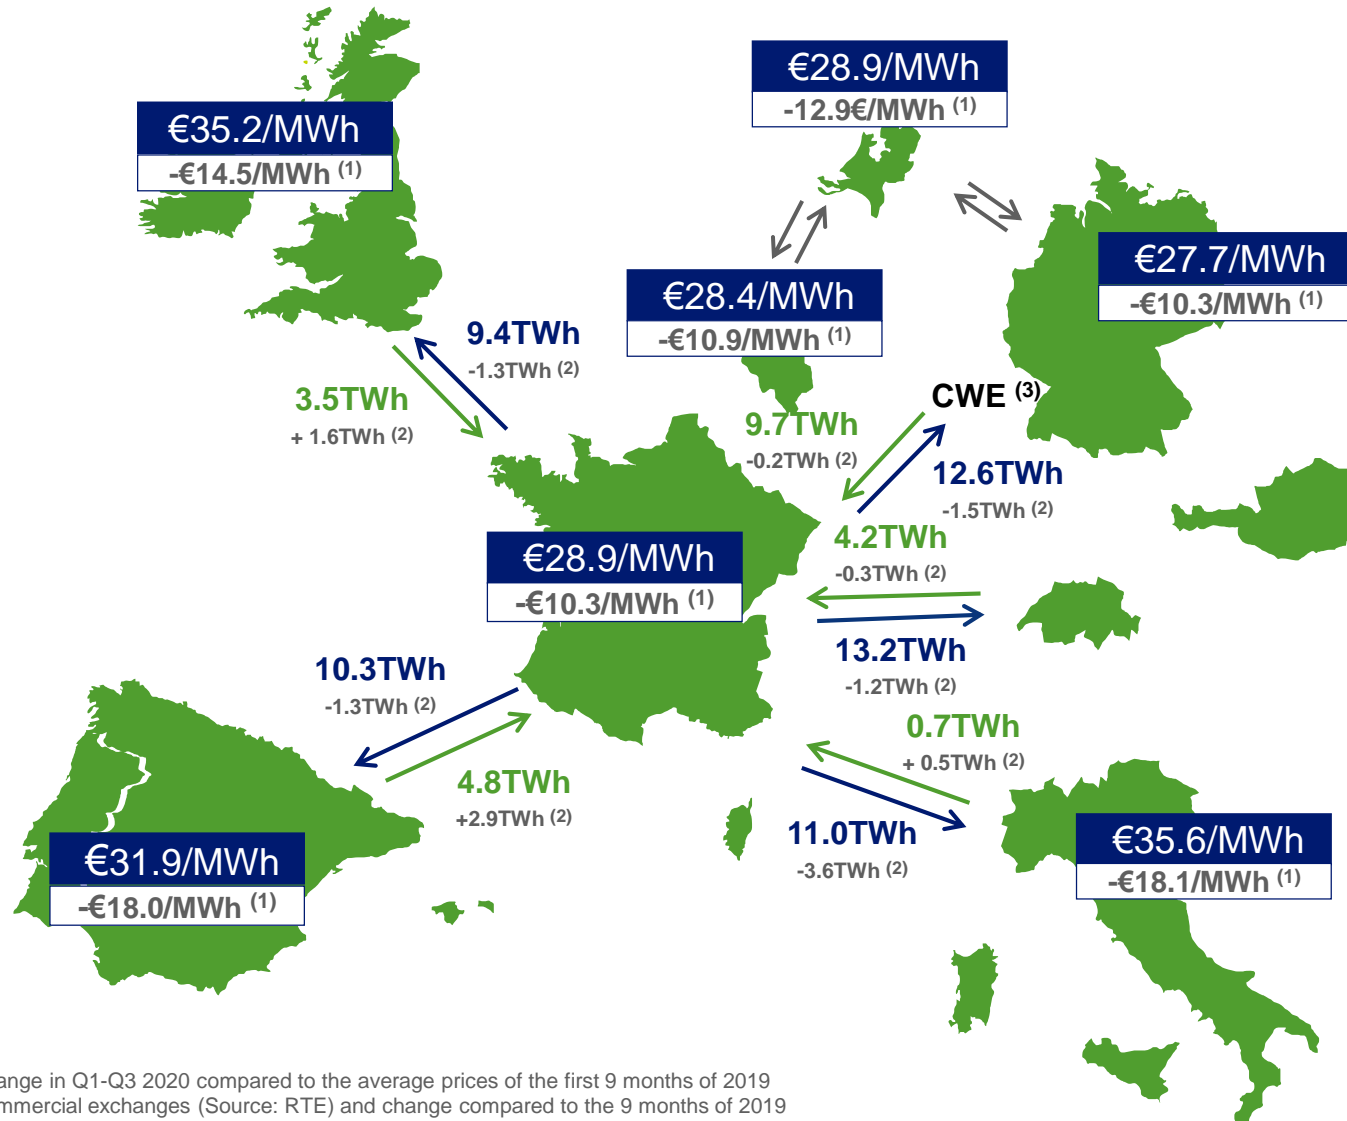 €28.9/MWh
-12.9€/MWh (1)
€35.2/MWh
-€14.5/MWh (1)
€27.7/MWh
-€10.3/MWh (1)
€28.4/MWh
-€10.9/MWh (1)
9.4TWh
-1.3TWh (2)
3.5TWh
+ 1.6TWh (2)
CWE (3)
9.7TWh
-0.2TWh (2)
12.6TWh
-1.5TWh (2)
4.2TWh
-0.3TWh (2)
€28.9/MWh
-€10.3/MWh (1)
13.2TWh
-1.2TWh (2)
10.3TWh
-1.3TWh (2)
0.7TWh
+ 0.5TWh (2)
4.8TWh
+2.9TWh (2)
11.0TWh
-3.6TWh (2)
€35.6/MWh
-€18.1/MWh (1)
€31.9/MWh
-€18.0/MWh (1)
ange in Q1-Q3 2020 compared to the average prices of the first 9 months of 2019
mmercial exchanges (Source: RTE) and change compared to the 9 months of 2019